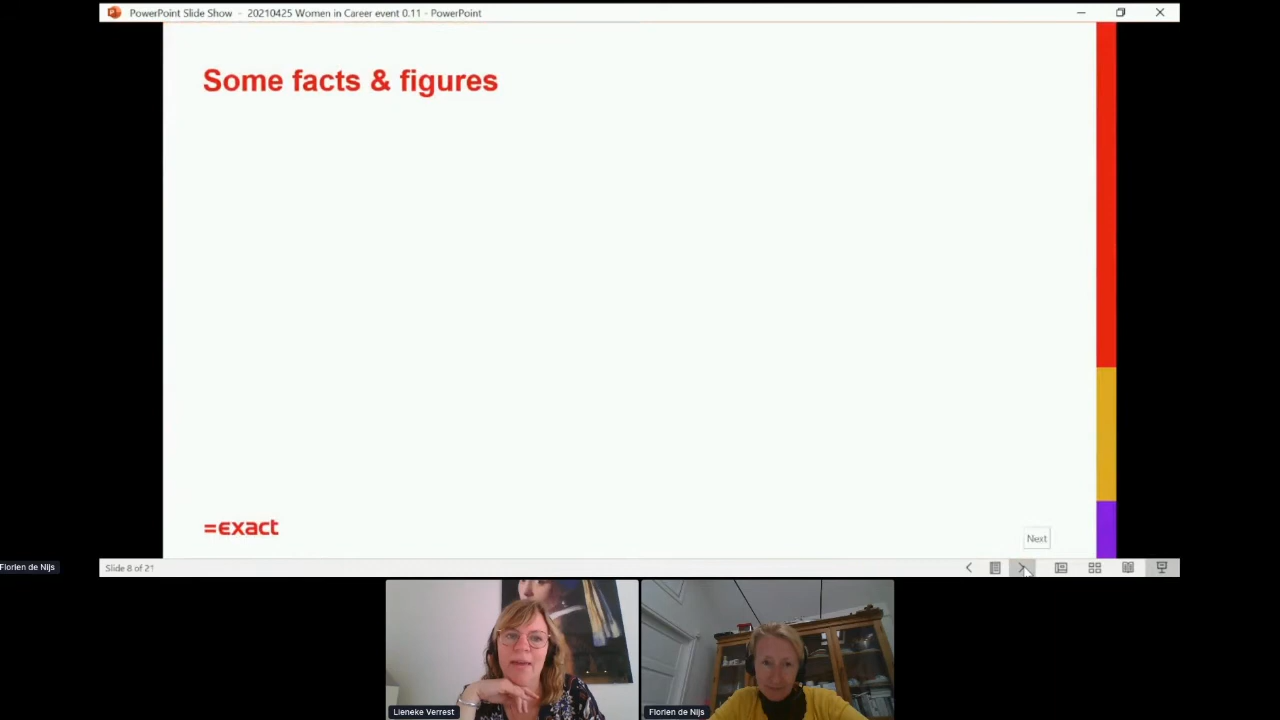 PowerPoint Slide Show - 20210425 Women in Career event 0.11 - PowerPoint
Some facts & figures
=exact
Next
Slide 8 of 21
Florien de Nijs
Lieneke Verrest
Florien de Nijs